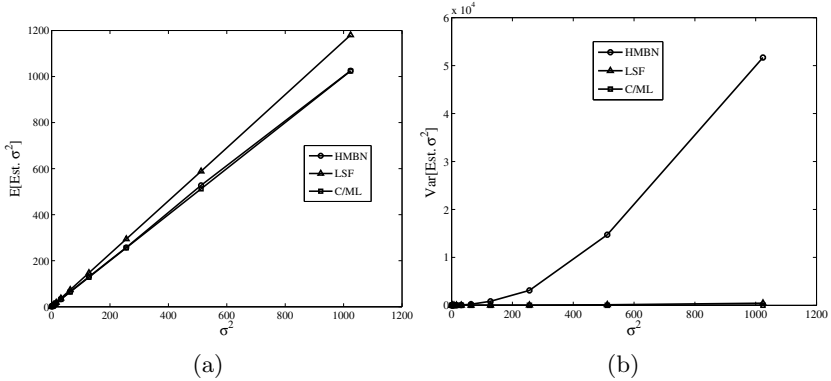 1200
1000
800
600
400
200
0
E[Est. σ²]
HMBN
LSF
C/ML
0 200 400 600 800 1000 1200
σ²
(a)
x 10⁴
6
5
4
3
2
1
0
Var[Est. σ²]
HMBN
LSF
C/ML
0 200 400 600 800 1000 1200
σ²
(b)